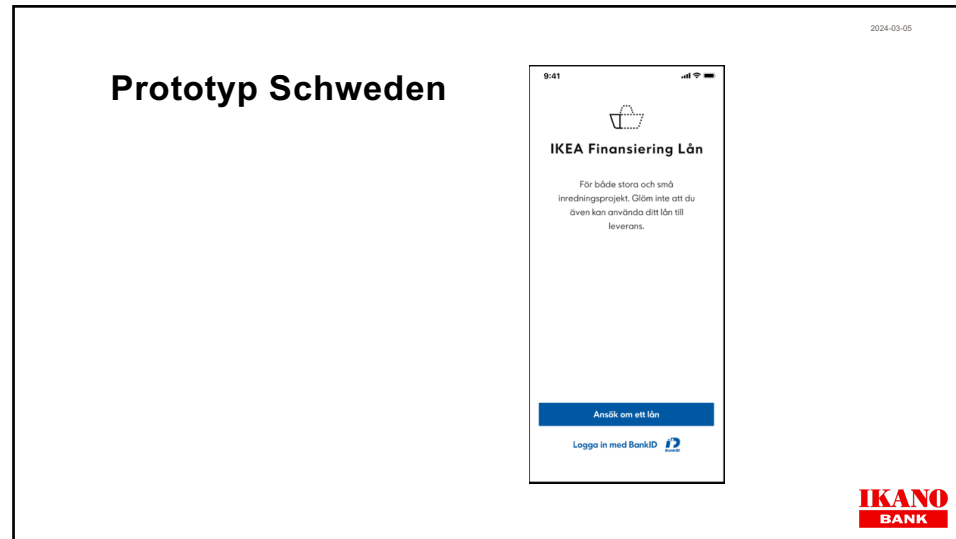 2024-03-05
Prototyp Schweden
9:41
IKEA Finansiering Lån
För både stora och små
inredningsprojekt. Glöm inte att du
även kan använda ditt lån till
leverans.
Ansök om ett lån
Logga in med BankID
BankID
IKANO
BANK